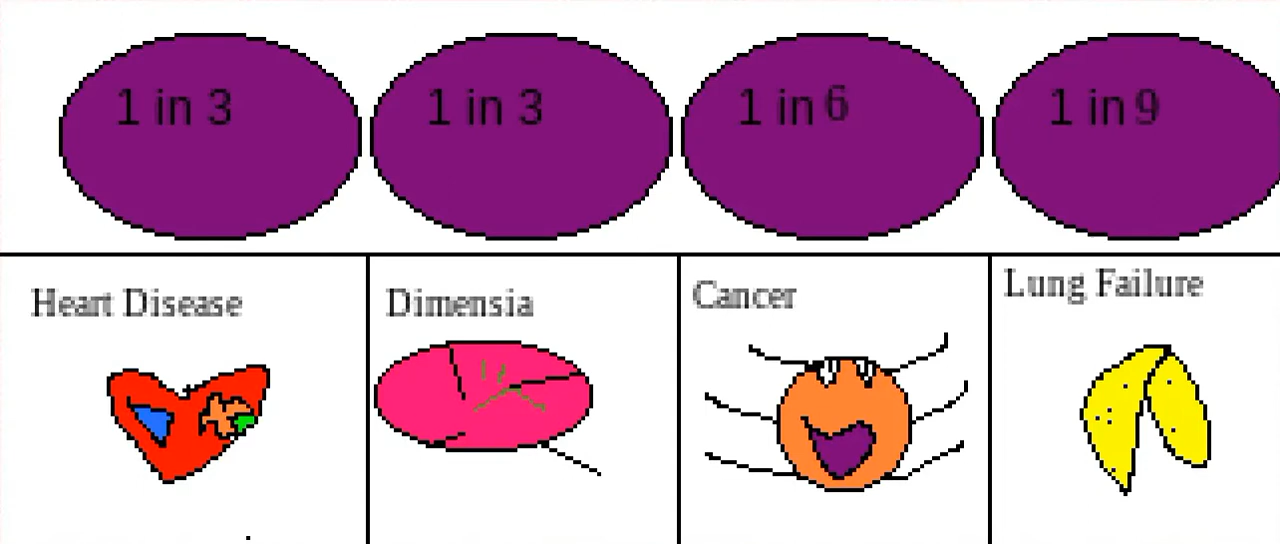 1 in 3
1 in 3
1 in 6
1 in 9
Heart Disease
Dimensia
Cancer
Lung Failure